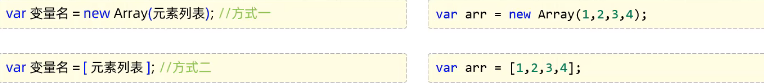 var 变量名 = new Array(元素列表); //方式一
var arr = new Array(1,2,3,4);
var 变量名 = [ 元素列表 ]; //方式二
var arr = [1,2,3,4];